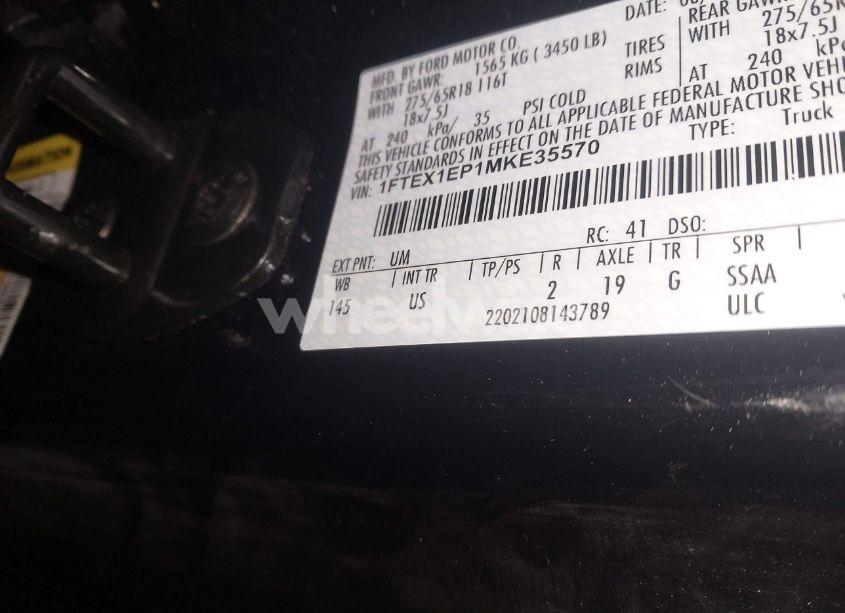 DATE:
MFD. BY FORD MOTOR CO.
FRONT GAWR: 1565 KG ( 3450 LB)
WITH 275/65R18 116T TIRES
18x7.5J RIMS
AT 240 kPa/ 35 PSI COLD
REAR GAWR
WITH 275/65R
18x7.5J
AT 240 kP
THIS VEHICLE CONFORMS TO ALL APPLICABLE FEDERAL MOTOR VEHI
SAFETY STANDARDS IN EFFECT ON THE DATE OF MANUFACTURE SHO
VIN: 1FTEX1EP1MKE35570 TYPE: Truck
EXT PNT: UM RC: 41 DSO:
WB INT TR TP/PS R AXLE TR SPR
145 US 2 19 G SSAA
2202108143789 ULC